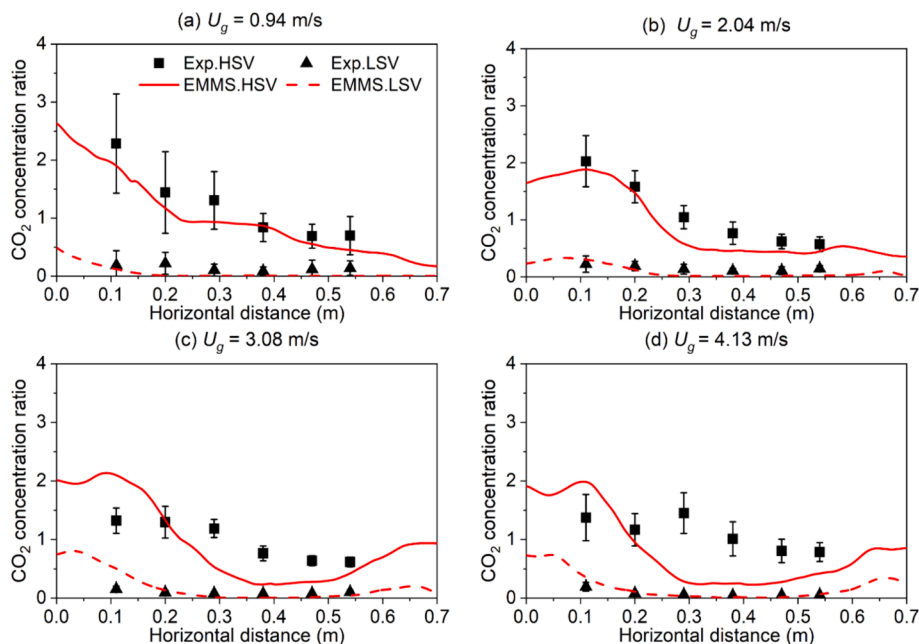 (a) U_g = 0.94 m/s
CO₂ concentration ratio
4
3
2
1
0
Exp.HSV
Exp.LSV
EMMS.HSV
EMMS.LSV
0.0 0.1 0.2 0.3 0.4 0.5 0.6 0.7
Horizontal distance (m)
(b) U_g = 2.04 m/s
CO₂ concentration ratio
4
3
2
1
0
0.0 0.1 0.2 0.3 0.4 0.5 0.6 0.7
Horizontal distance (m)
(c) U_g = 3.08 m/s
CO₂ concentration ratio
4
3
2
1
0
0.0 0.1 0.2 0.3 0.4 0.5 0.6 0.7
Horizontal distance (m)
(d) U_g = 4.13 m/s
CO₂ concentration ratio
4
3
2
1
0
0.0 0.1 0.2 0.3 0.4 0.5 0.6 0.7
Horizontal distance (m)